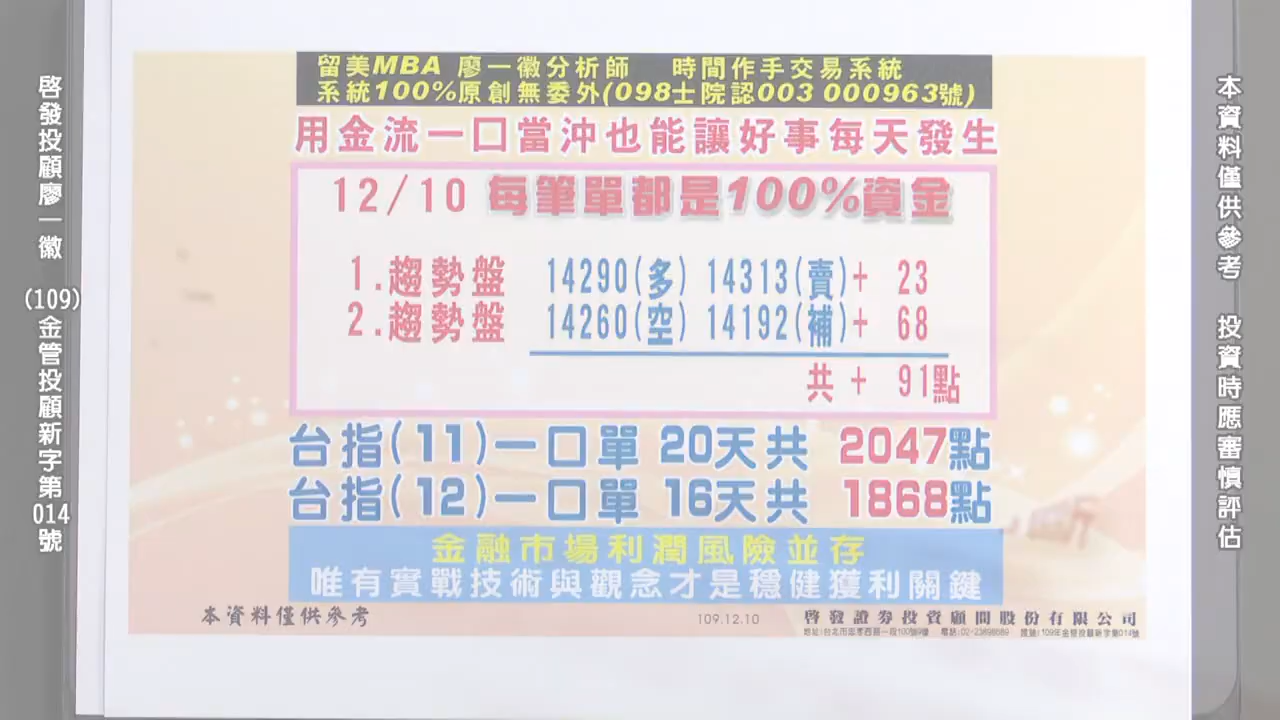 啓發投顧廖一徽 (109)金管投顧新字第014號
留美MBA 廖一徽分析師 時間作手交易系統
系統100%原創無委外(098士院認003 000963號)
用金流一口當沖也能讓好事每天發生
12/10 每筆單都是100%資金
1.趨勢盤 14290(多) 14313(賣)+ 23
2.趨勢盤 14260(空) 14192(補)+ 68
共 + 91點
台指(11)一口單 20天共 2047點
台指(12)一口單 16天共 1868點
金融市場利潤風險並存
唯有實戰技術與觀念才是穩健獲利關鍵
本資料僅供參考 109.12.10 啓發證券投資顧問股份有限公司
本資料僅供參考 投資時應審慎評估